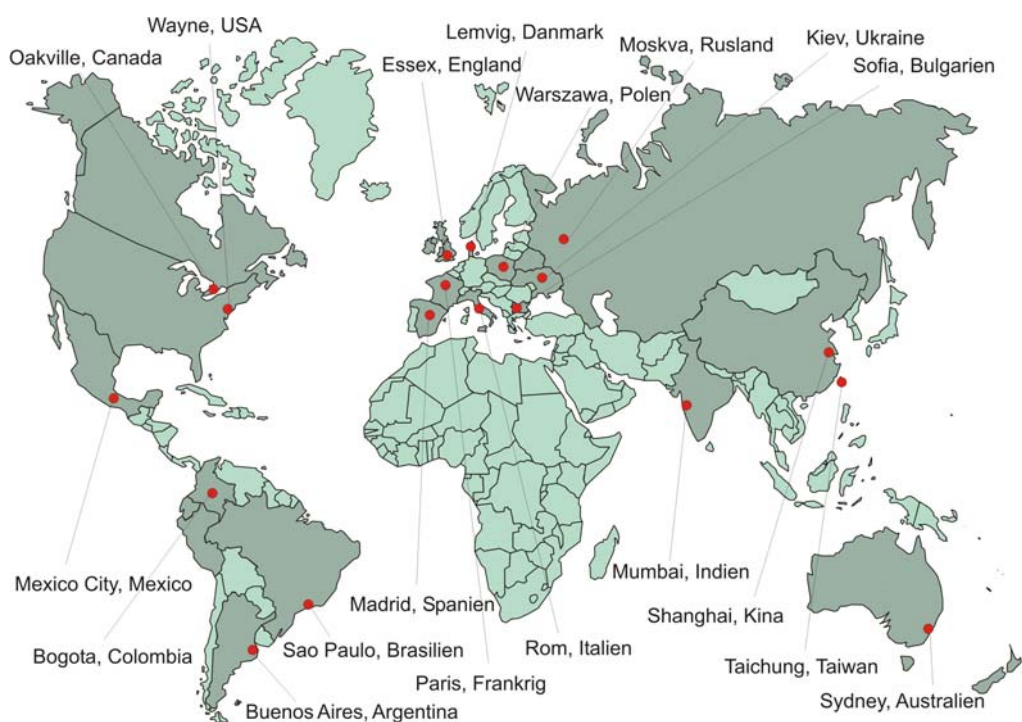 Wayne, USA
Lemvig, Danmark
Moskva, Rusland
Kiev, Ukraine
Oakville, Canada
Essex, England
Sofia, Bulgarien
Warszawa, Polen
Mexico City, Mexico
Mumbai, Indien
Madrid, Spanien
Shanghai, Kina
Bogota, Colombia
Sao Paulo, Brasilien
Rom, Italien
Taichung, Taiwan
Paris, Frankrig
Sydney, Australien
Buenos Aires, Argentina